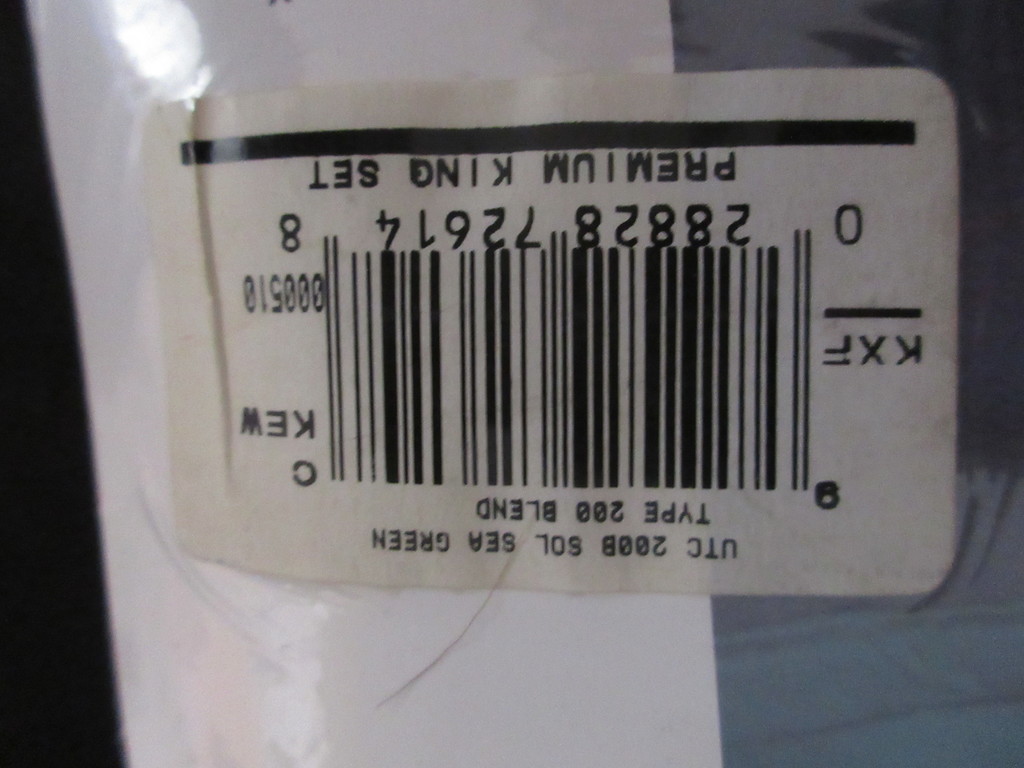 UTC 200B SOL SEA GREEN
TYPE 200 BLEND
C
KEW
KXF
000510
0 28828 72614 8
PREMIUM KING SET